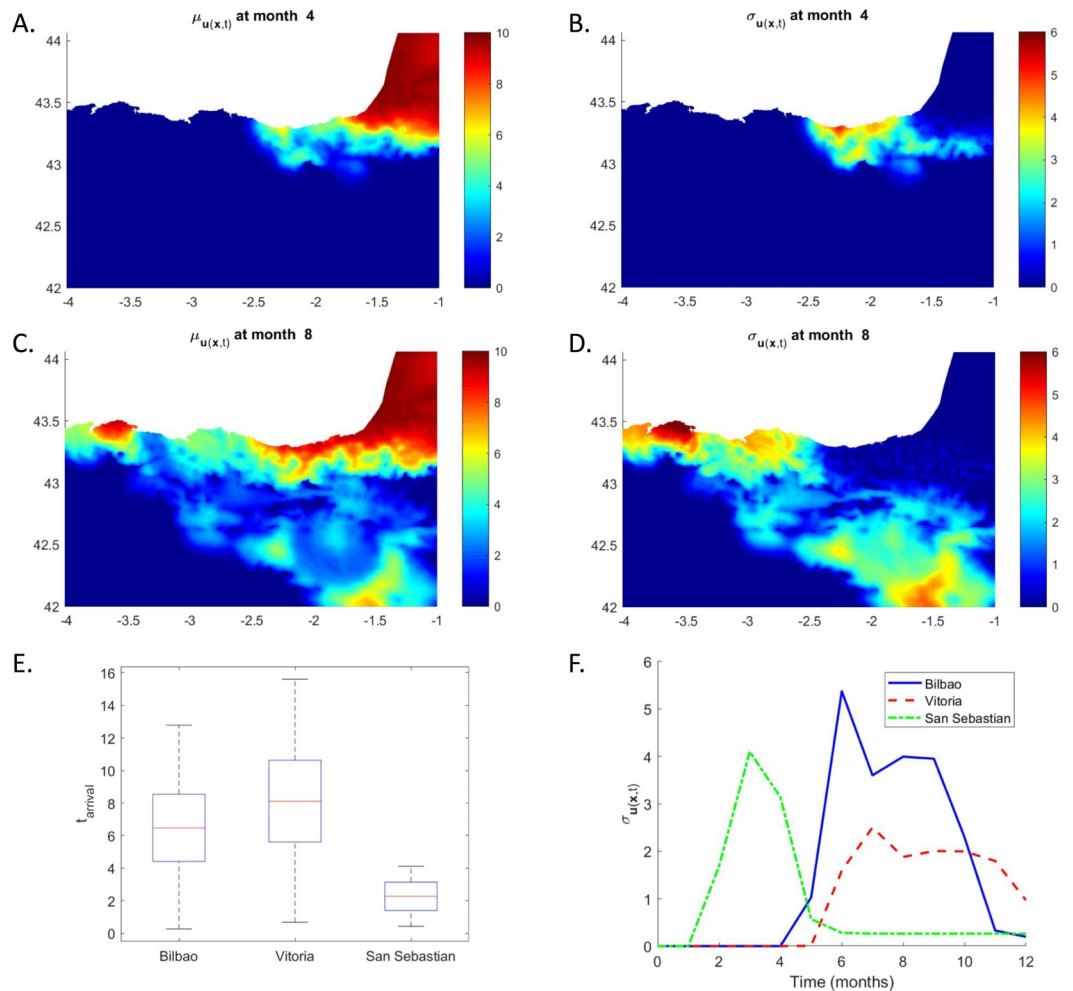 A.
μu(x,t) at month 4
44
43.5
43
42.5
42
-4 -3.5 -3 -2.5 -2 -1.5 -1
10
8
6
4
2
0
B.
σu(x,t) at month 4
44
43.5
43
42.5
42
-4 -3.5 -3 -2.5 -2 -1.5 -1
6
5
4
3
2
1
0
C.
μu(x,t) at month 8
44
43.5
43
42.5
42
-4 -3.5 -3 -2.5 -2 -1.5 -1
10
8
6
4
2
0
D.
σu(x,t) at month 8
44
43.5
43
42.5
42
-4 -3.5 -3 -2.5 -2 -1.5 -1
6
5
4
3
2
1
0
E.
tarrival
16
14
12
10
8
6
4
2
0
Bilbao Vitoria San Sebastian
F.
σu(x,t)
6
5
4
3
2
1
0
Bilbao
Vitoria
San Sebastian
0 2 4 6 8 10 12
Time (months)